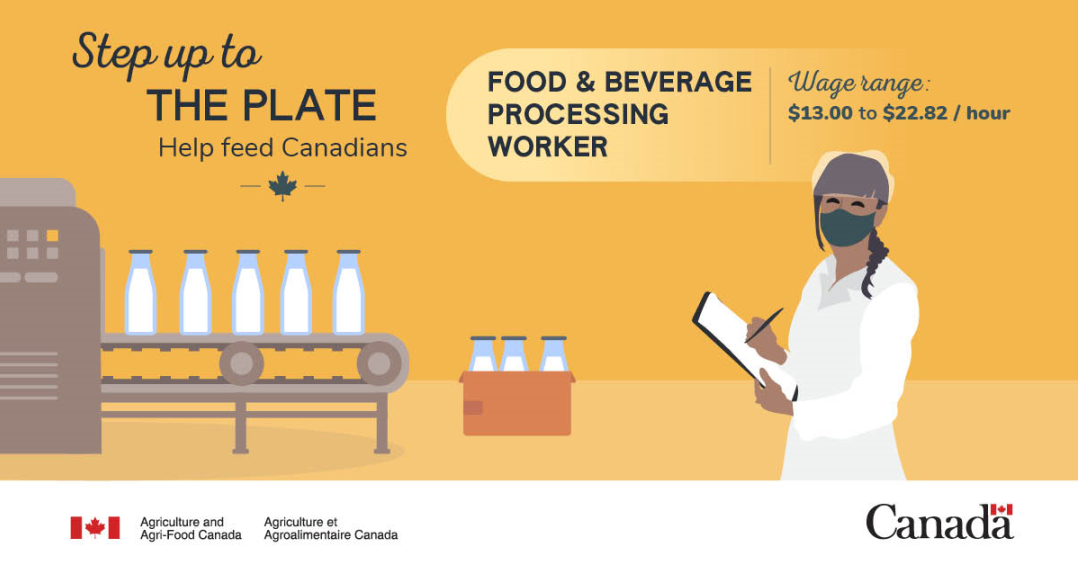 Step up to
THE PLATE
Help feed Canadians
FOOD & BEVERAGE
PROCESSING
WORKER
Wage range:
$13.00 to $22.82 / hour
Agriculture and
Agri-Food Canada
Agriculture et
Agroalimentaire Canada
Canada